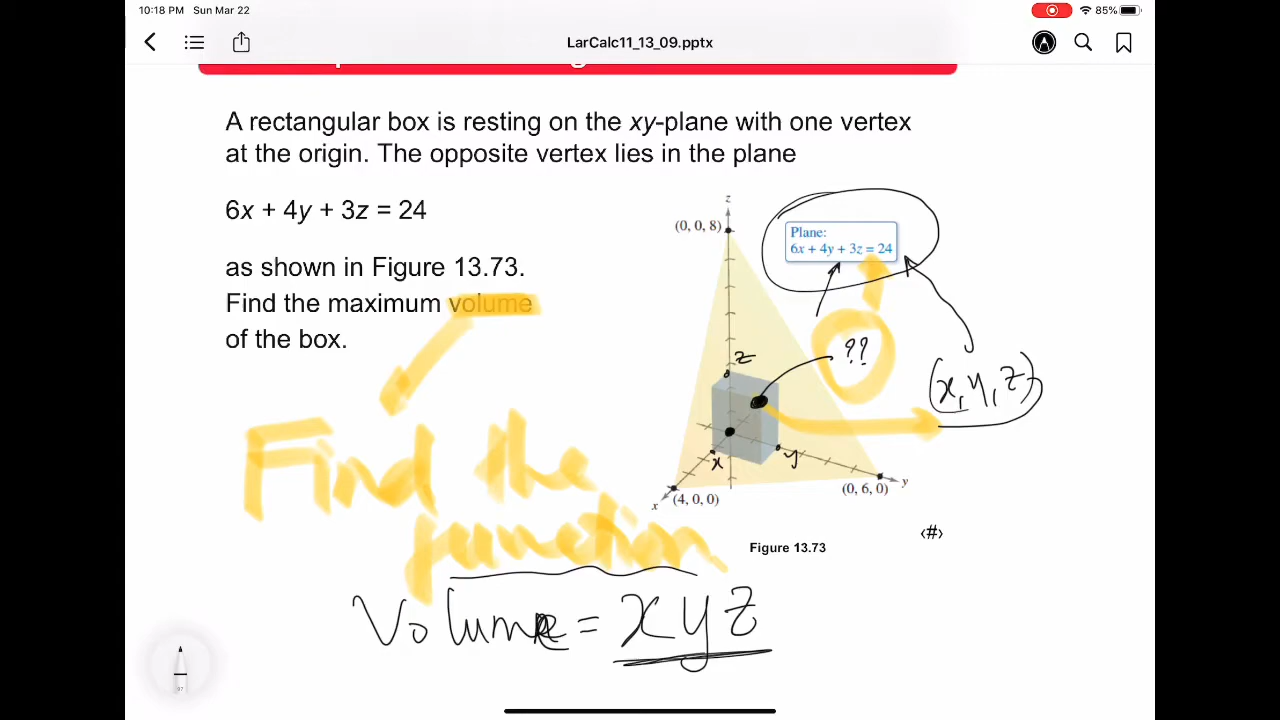 10:18 PM Sun Mar 22
85%
LarCalc11_13_09.pptx
A rectangular box is resting on the xy-plane with one vertex
at the origin. The opposite vertex lies in the plane
6x + 4y + 3z = 24
as shown in Figure 13.73.
Find the maximum volume
of the box.
z
(0, 0, 8)
Plane:
6x + 4y + 3z = 24
??
(x, y, z)
z
x
y
x
(4, 0, 0)
(0, 6, 0)
y
Figure 13.73
‹#›
Find the
function
Volume = x y z
97